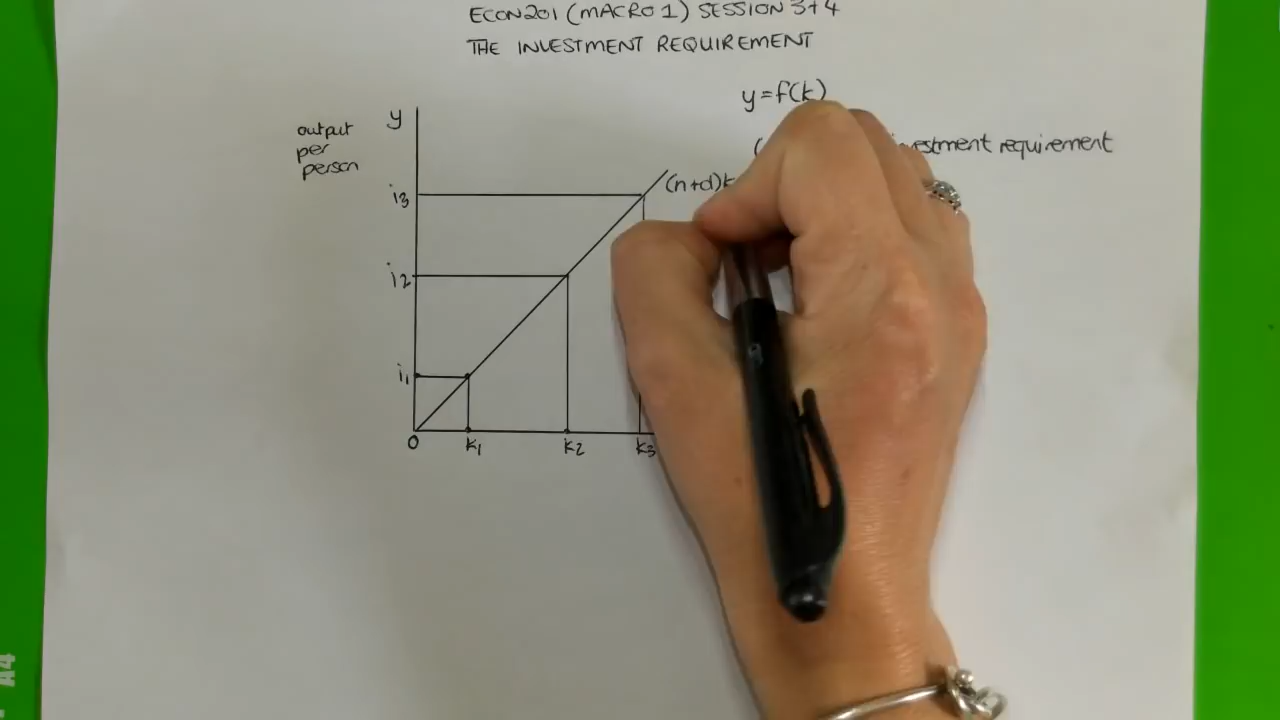 ECON201 (MACRO 1) SESSION 3+4
THE INVESTMENT REQUIREMENT
y = f(k)
output
per
person
y
requirement
(n+d)k
i3
i2
i1
0
k1
k2
k3
A4